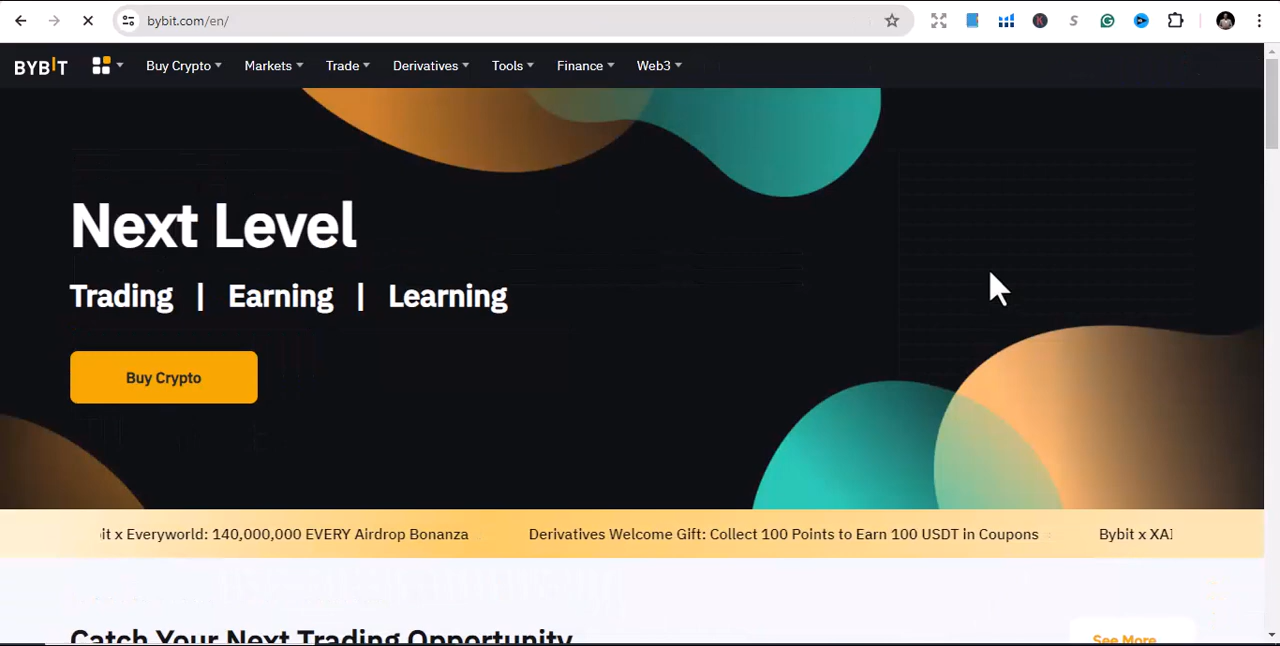 bybit.com/en/
BYBIT
Buy Crypto
Markets
Trade
Derivatives
Tools
Finance
Web3
Next Level
Trading | Earning | Learning
Buy Crypto
it x Everyworld: 140,000,000 EVERY Airdrop Bonanza
Derivatives Welcome Gift: Collect 100 Points to Earn 100 USDT in Coupons
Bybit x XAI
Catch Your Next Trading Opportunity
See More